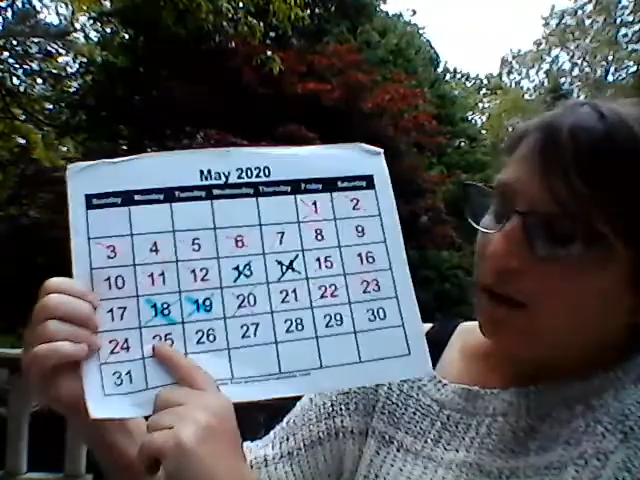 May 2020
Sunday Monday Tuesday Wednesday Thursday Friday Saturday
1 2
3 4 5 6 7 8 9
10 11 12 13 14 15 16
17 18 19 20 21 22 23
24 25 26 27 28 29 30
31